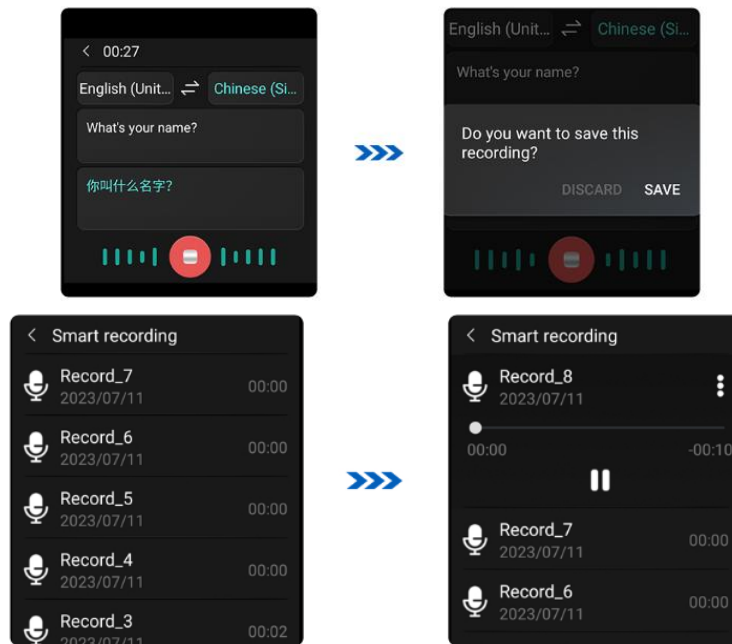 00:27
English (Unit... Chinese (Si...
What's your name?
你叫什么名字?
English (Unit... Chinese (Si...
What's your name?
Do you want to save this
recording?
DISCARD SAVE
Smart recording
Record_7
2023/07/11 00:00
Record_6
2023/07/11 00:00
Record_5
2023/07/11 00:00
Record_4
2023/07/11 00:00
Record_3
2023/07/11 00:02
Smart recording
Record_8
2023/07/11
00:00 -00:10
Record_7
2023/07/11 00:00
Record_6
2023/07/11 00:00